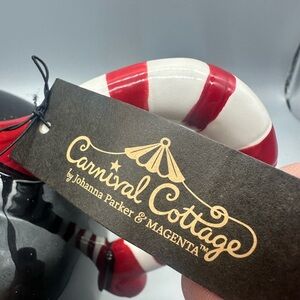 Carnival Cottage
by Johanna Parker & MAGENTA™